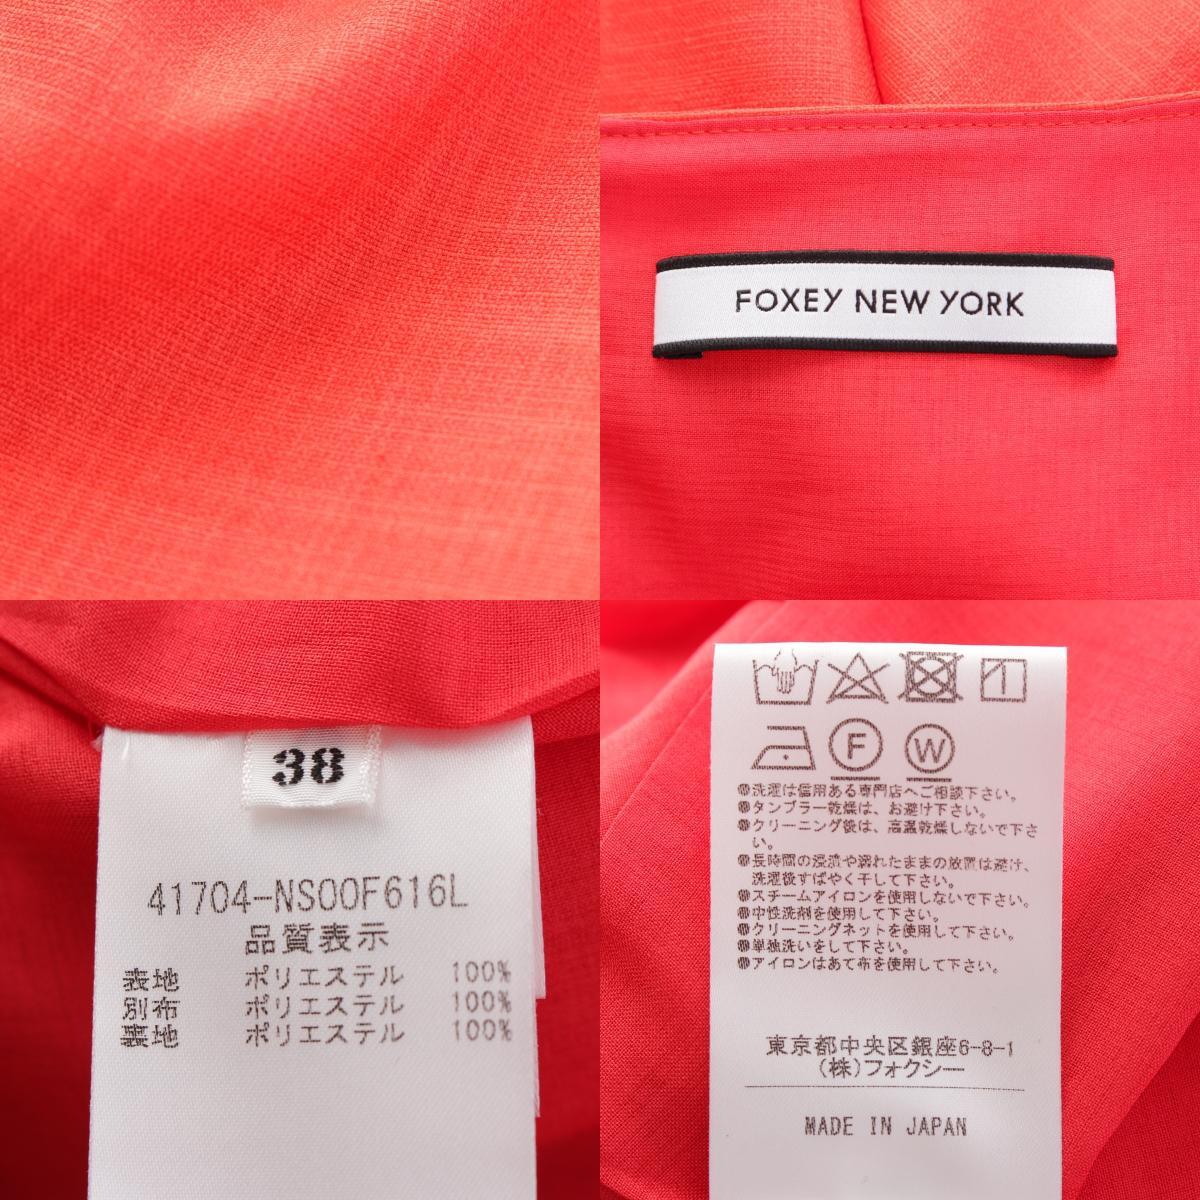 FOXEY NEW YORK
38
41704-NS00F616L
品質表示
表地 ポリエステル 100%
別布 ポリエステル 100%
裏地 ポリエステル 100%
F W
●洗濯は信用ある専門店へご相談下さい。
●タンブラー乾燥は、お避け下さい。
●クリーニング後は、高温乾燥しないで下さ
い。
●長時間の浸漬や濡れたままの放置は避け、
洗濯後すばやく干して下さい。
●スチームアイロンを使用しないで下さい。
●中性洗剤を使用して下さい。
●クリーニングネットを使用して下さい。
●単独洗いをして下さい。
●アイロンはあて布を使用して下さい。
東京都中央区銀座6-8-1
(株)フォクシー
MADE IN JAPAN